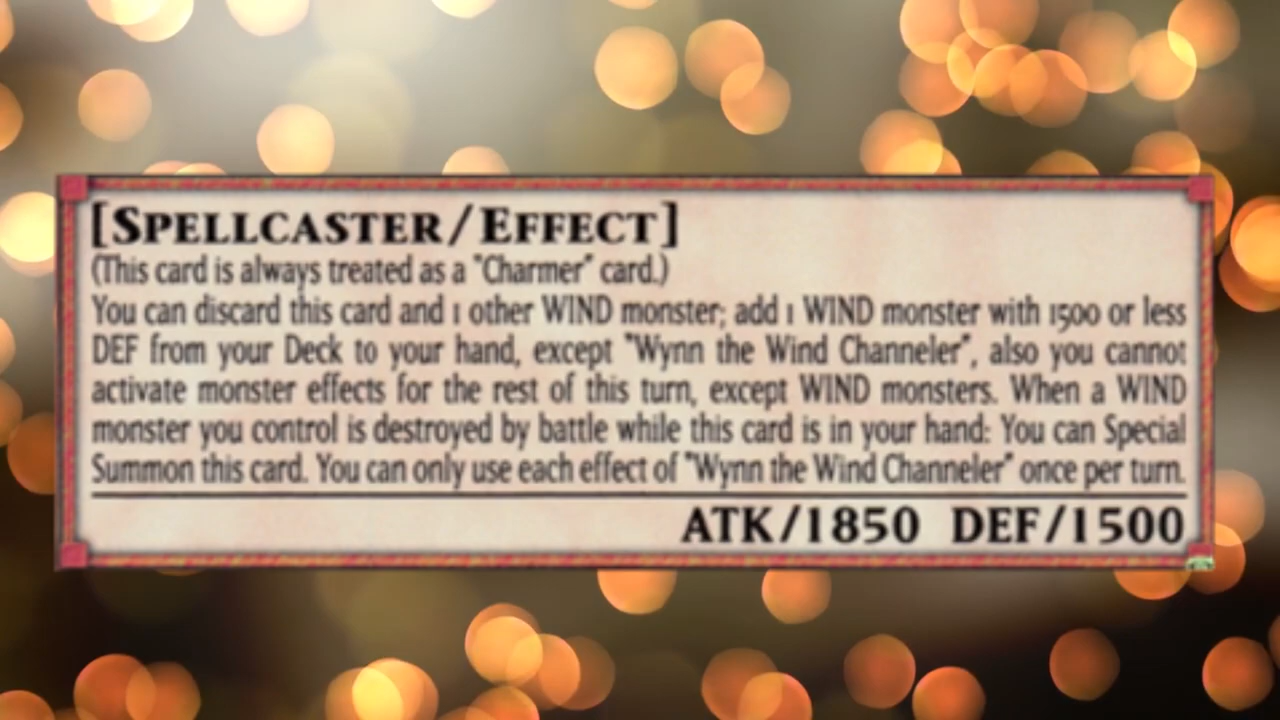 [SPELLCASTER/EFFECT]
(This card is always treated as a "Charmer" card.)
You can discard this card and 1 other WIND monster; add 1 WIND monster with 1500 or less
DEF from your Deck to your hand, except "Wynn the Wind Channeler", also you cannot
activate monster effects for the rest of this turn, except WIND monsters. When a WIND
monster you control is destroyed by battle while this card is in your hand: You can Special
Summon this card. You can only use each effect of "Wynn the Wind Channeler" once per turn.
ATK/1850 DEF/1500